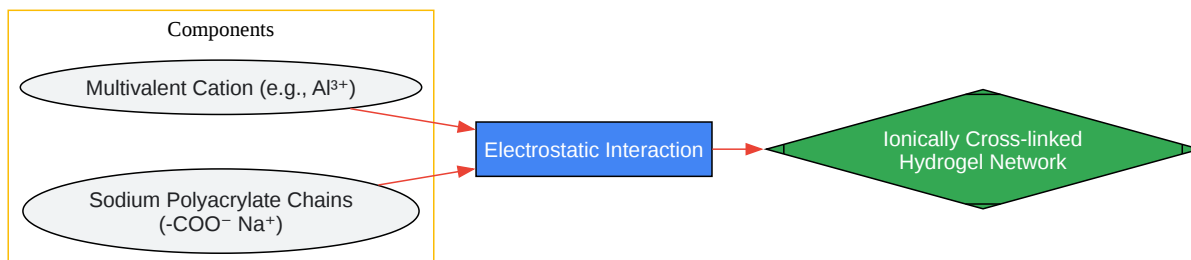 Components
Multivalent Cation (e.g., Al³⁺)
Electrostatic Interaction
Ionically Cross-linked
Hydrogel Network
Sodium Polyacrylate Chains
(-COO⁻ Na⁺)